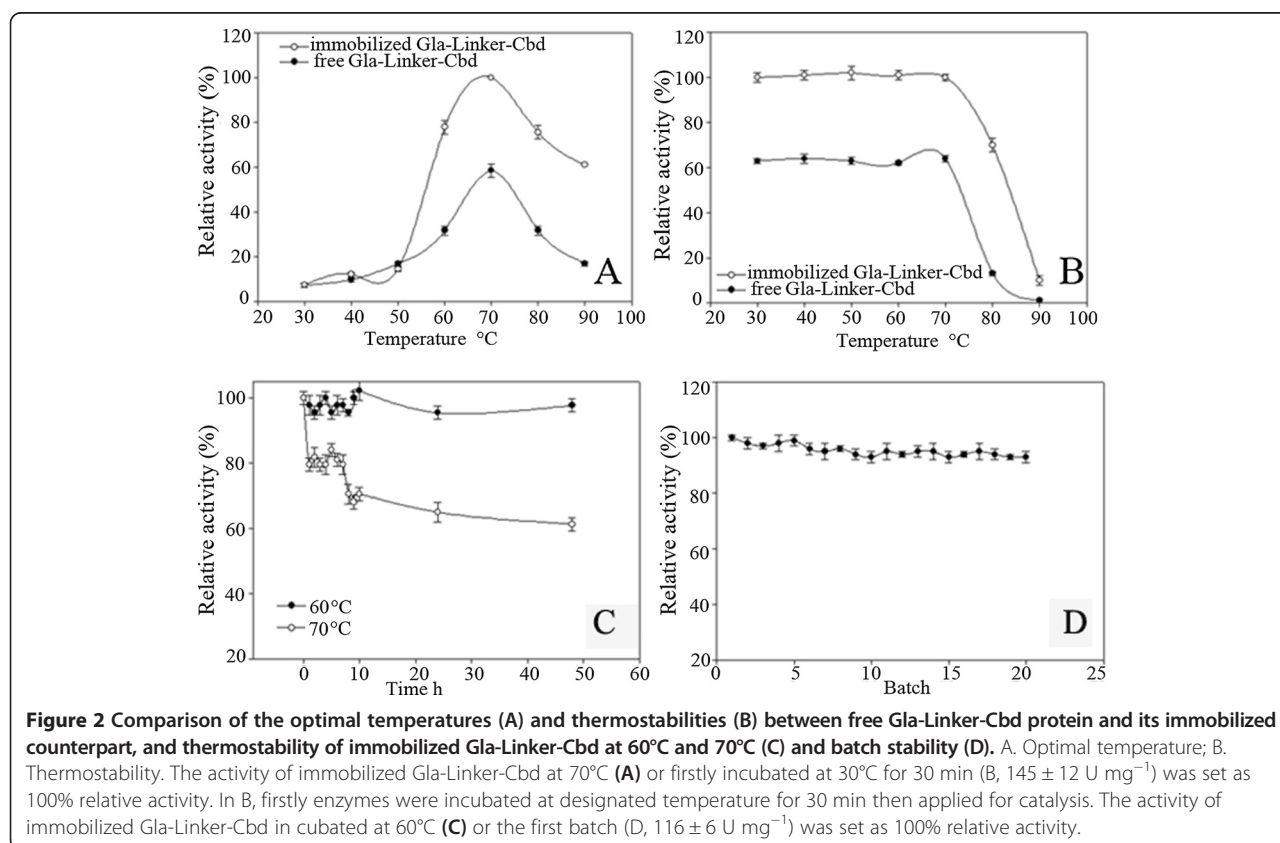 120
100
80
60
40
20
0
Relative activity (%)
immobilized Gla-Linker-Cbd
free Gla-Linker-Cbd
A
20 30 40 50 60 70 80 90 100
Temperature °C
120
100
80
60
40
20
0
Relative activity (%)
immobilized Gla-Linker-Cbd
free Gla-Linker-Cbd
B
20 30 40 50 60 70 80 90 100
Temperature °C
100
80
60
40
20
Relative activity (%)
60°C
70°C
C
0 10 20 30 40 50 60
Time h
120
100
80
60
40
20
Relative activity (%)
D
0 5 10 15 20 25
Batch
Figure 2 Comparison of the optimal temperatures (A) and thermostabilities (B) between free Gla-Linker-Cbd protein and its immobilized
counterpart, and thermostability of immobilized Gla-Linker-Cbd at 60°C and 70°C (C) and batch stability (D). A. Optimal temperature; B.
Thermostability. The activity of immobilized Gla-Linker-Cbd at 70°C (A) or firstly incubated at 30°C for 30 min (B, 145 ± 12 U mg⁻¹) was set as
100% relative activity. In B, firstly enzymes were incubated at designated temperature for 30 min then applied for catalysis. The activity of
immobilized Gla-Linker-Cbd in cubated at 60°C (C) or the first batch (D, 116 ± 6 U mg⁻¹) was set as 100% relative activity.